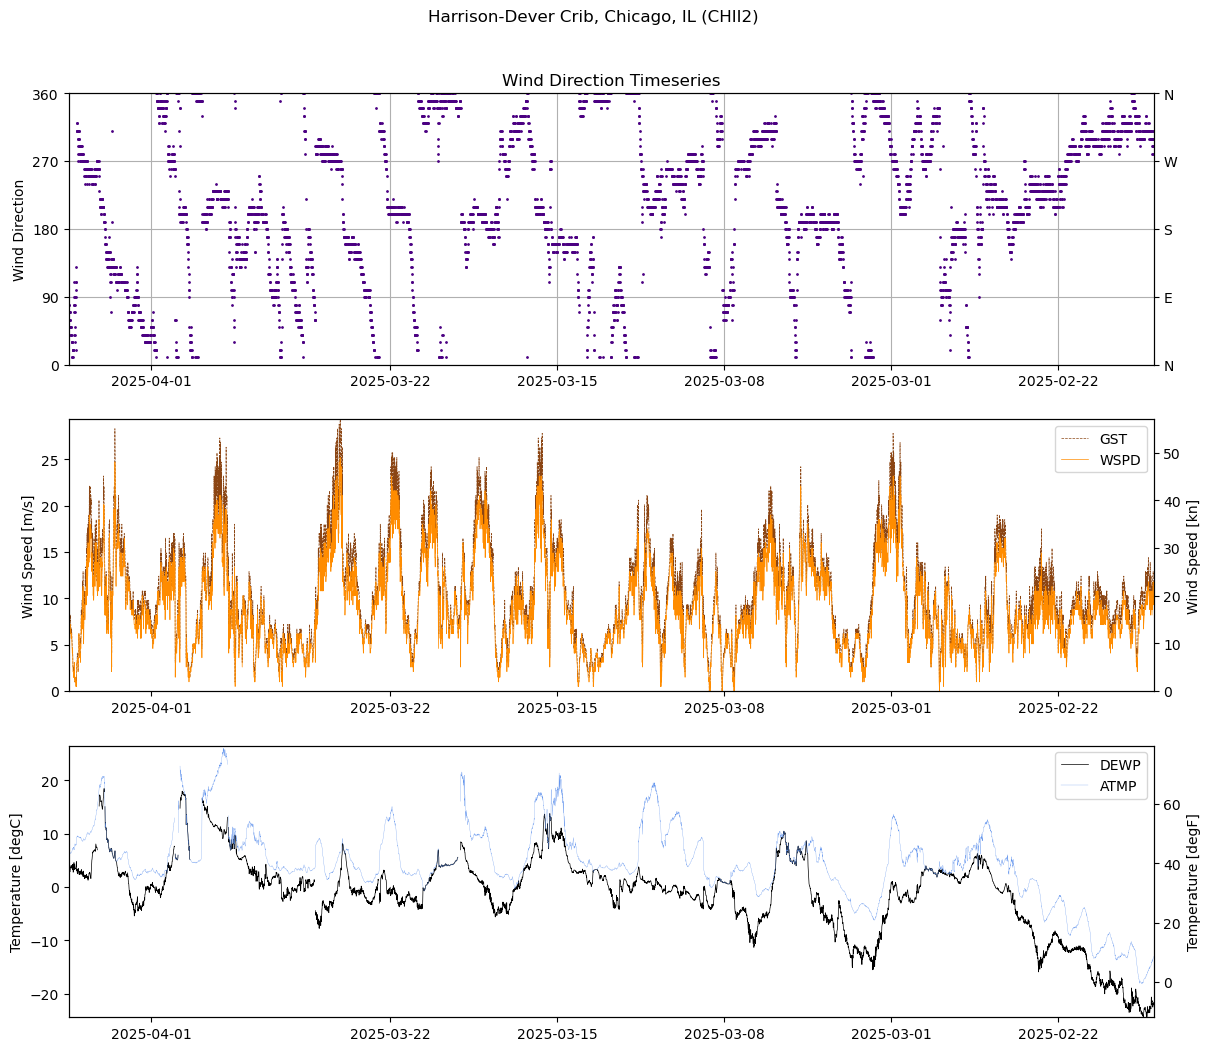 Harrison-Dever Crib, Chicago, IL (CHII2)
Wind Direction Timeseries
360
270
180
90
0
Wind Direction
N
W
S
E
N
2025-04-01 2025-03-22 2025-03-15 2025-03-08 2025-03-01 2025-02-22
25
20
15
10
5
0
Wind Speed [m/s]
GST
WSPD
50
40
30
20
10
0
Wind Speed [kn]
2025-04-01 2025-03-22 2025-03-15 2025-03-08 2025-03-01 2025-02-22
20
10
0
−10
−20
Temperature [degC]
DEWP
ATMP
60
40
20
0
Temperature [degF]
2025-04-01 2025-03-22 2025-03-15 2025-03-08 2025-03-01 2025-02-22